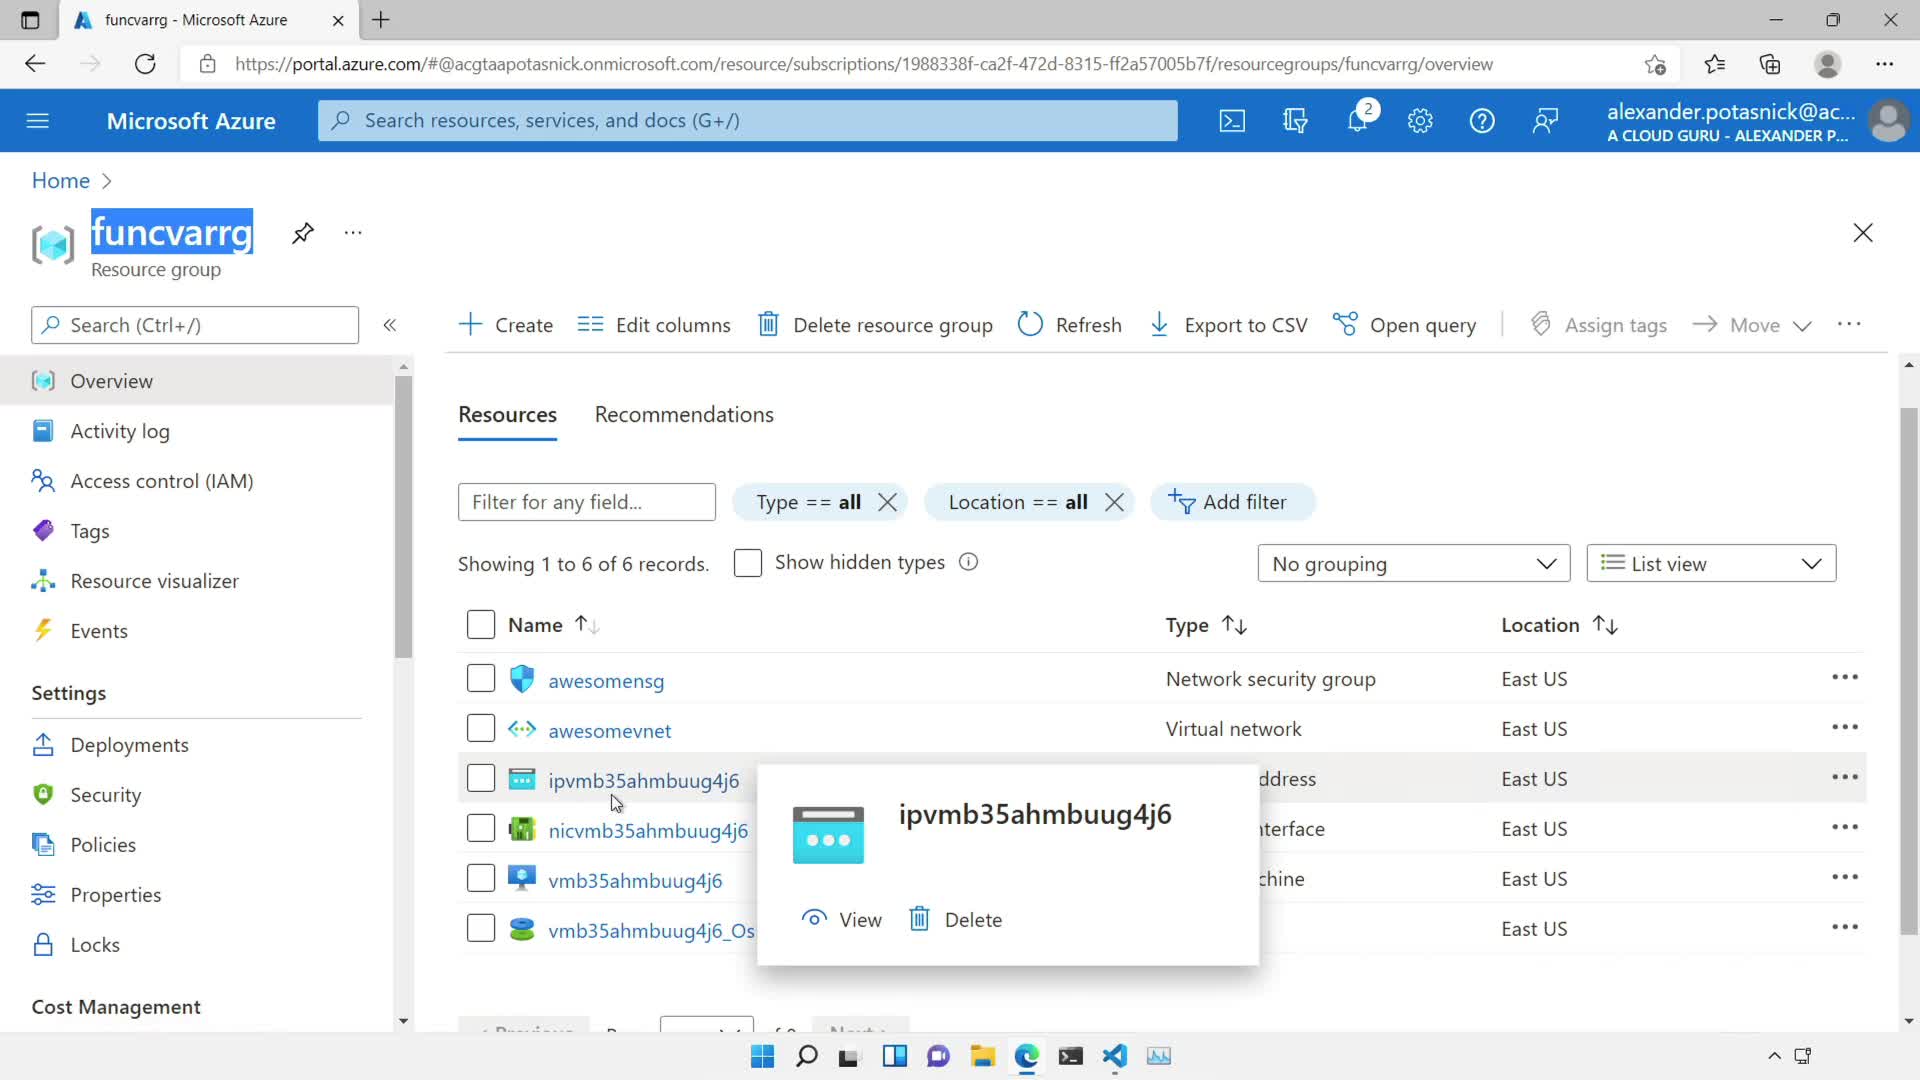 funcvarrg - Microsoft Azure
https://portal.azure.com/#@acgtaapotasnick.onmicrosoft.com/resource/subscriptions/1988338f-ca2f-472d-8315-ff2a57005b7f/resourcegroups/funcvarrg/overview
Microsoft Azure
Search resources, services, and docs (G+/)
2
alexander.potasnick@ac...
A CLOUD GURU - ALEXANDER P...
Home
funcvarrg
Resource group
Search (Ctrl+/)
Create
Edit columns
Delete resource group
Refresh
Export to CSV
Open query
Assign tags
Move
Overview
Activity log
Access control (IAM)
Tags
Resource visualizer
Events
Settings
Deployments
Security
Policies
Properties
Locks
Cost Management
Resources
Recommendations
Filter for any field...
Type == all
Location == all
Add filter
Showing 1 to 6 of 6 records.
Show hidden types
No grouping
List view
Name
Type
Location
awesomensg
Network security group
East US
awesomevnet
Virtual network
East US
ipvmb35ahmbuug4j6
ddress
East US
nicvmb35ahmbuug4j6
nterface
East US
vmb35ahmbuug4j6
chine
East US
vmb35ahmbuug4j6_Os
East US
ipvmb35ahmbuug4j6
View
Delete